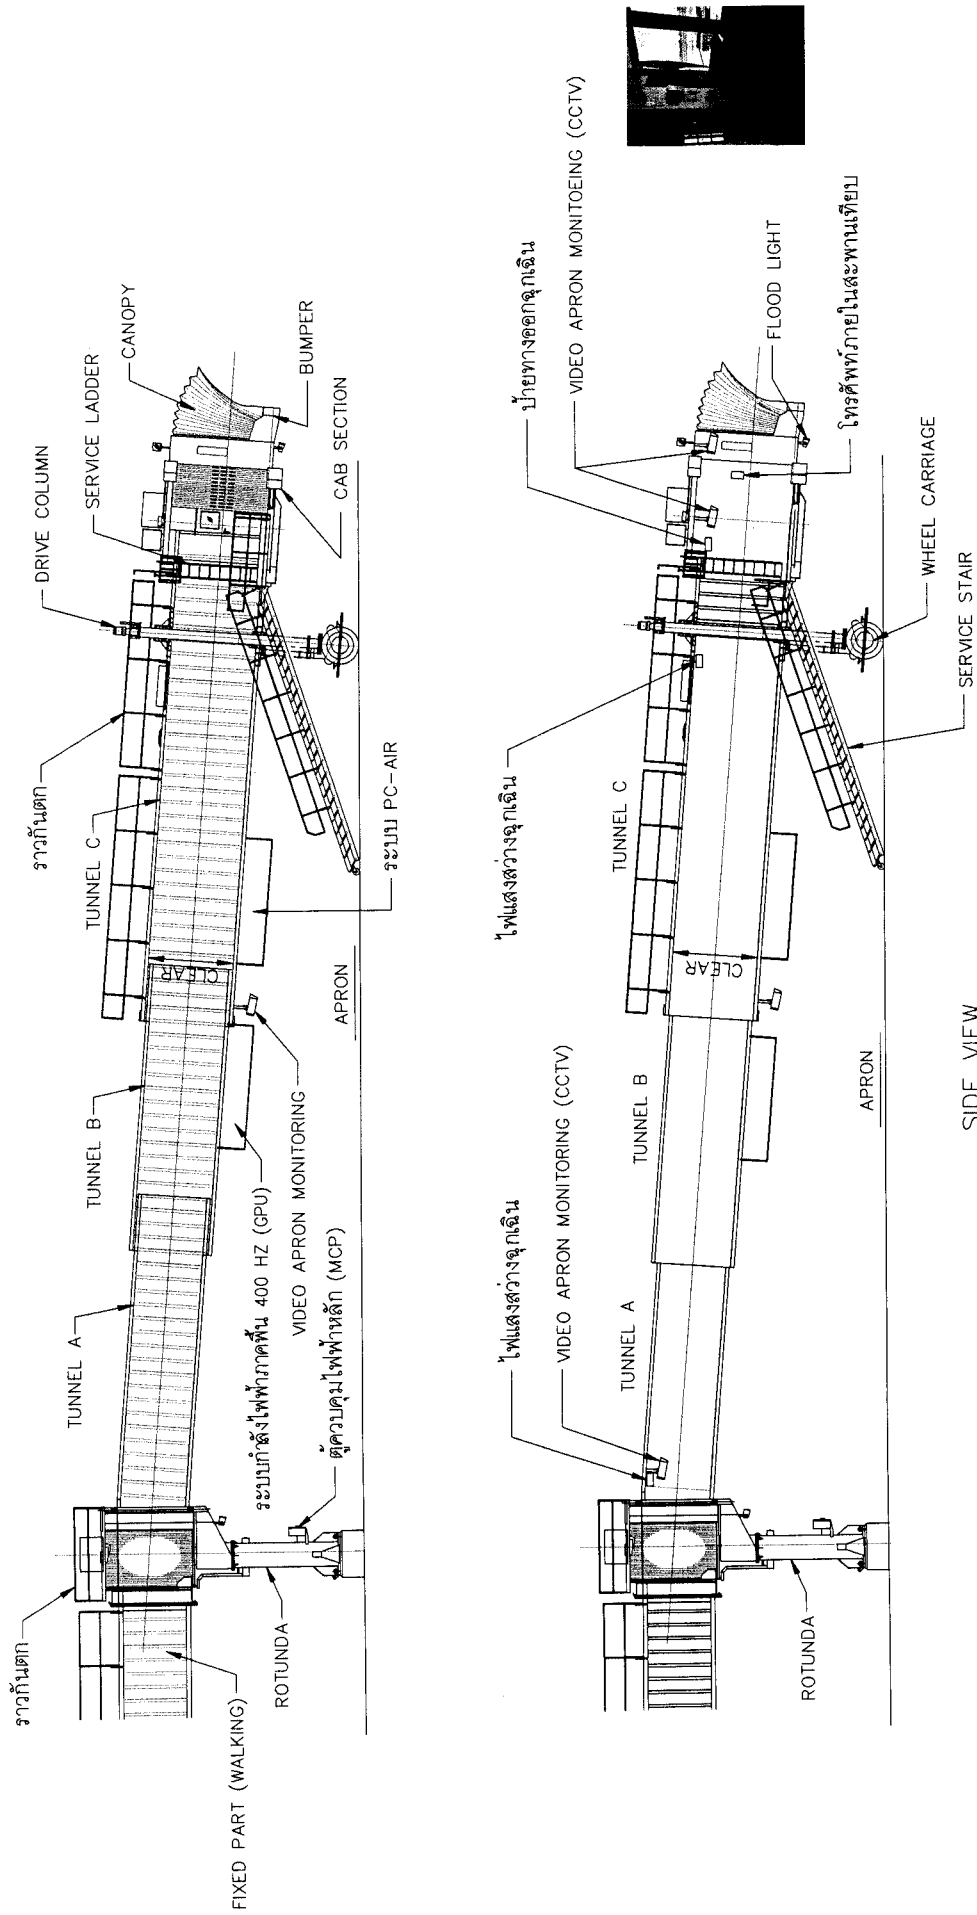 ราวกันตก
FIXED PART (WALKING)
ROTUNDA
ตู้ควบคุมไฟฟ้าหลัก (MCP)
ระบบกำลังไฟฟ้าภาคพื้น 400 HZ (GPU)
VIDEO APRON MONITORING
TUNNEL A
TUNNEL B
TUNNEL C
CLEAR
APRON
ระบบ PC-AIR
ราวกันตก
DRIVE COLUMN
SERVICE LADDER
CANOPY
BUMPER
CAB SECTION
ROTUNDA
ไฟแสงสว่างฉุกเฉิน
VIDEO APRON MONITORING (CCTV)
TUNNEL A
TUNNEL B
TUNNEL C
CLEAR
APRON
ไฟแสงสว่างฉุกเฉิน
ป้ายทางออกฉุกเฉิน
VIDEO APRON MONITOEING (CCTV)
FLOOD LIGHT
โทรศัพท์ภายในสะพานเทียบ
WHEEL CARRIAGE
SERVICE STAIR
SIDE VIEW